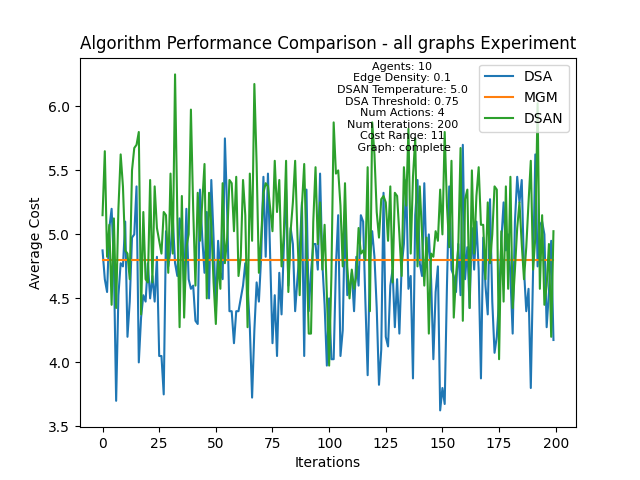 Algorithm Performance Comparison - all graphs Experiment
Agents: 10
Edge Density: 0.1
DSAN Temperature: 5.0
DSA Threshold: 0.75
Num Actions: 4
Num Iterations: 200
Cost Range: 11
Graph: complete
DSA
MGM
DSAN
Average Cost
6.0
5.5
5.0
4.5
4.0
3.5
0
25
50
75
100
125
150
175
200
Iterations